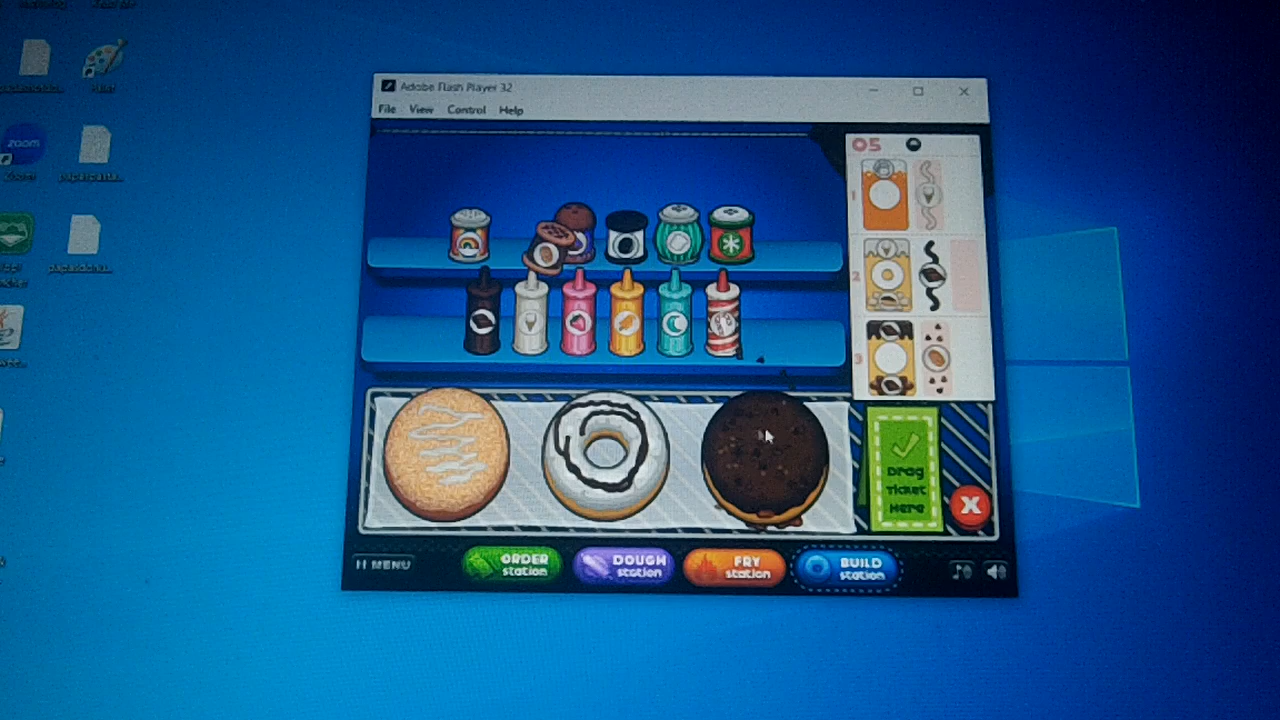 Adobe Flash Player 32
File View Control Help
05
1
2
3
zoom
Drag
Ticket
Here
X
MENU
ORDER
station
DOUGH
station
FRY
station
BUILD
station